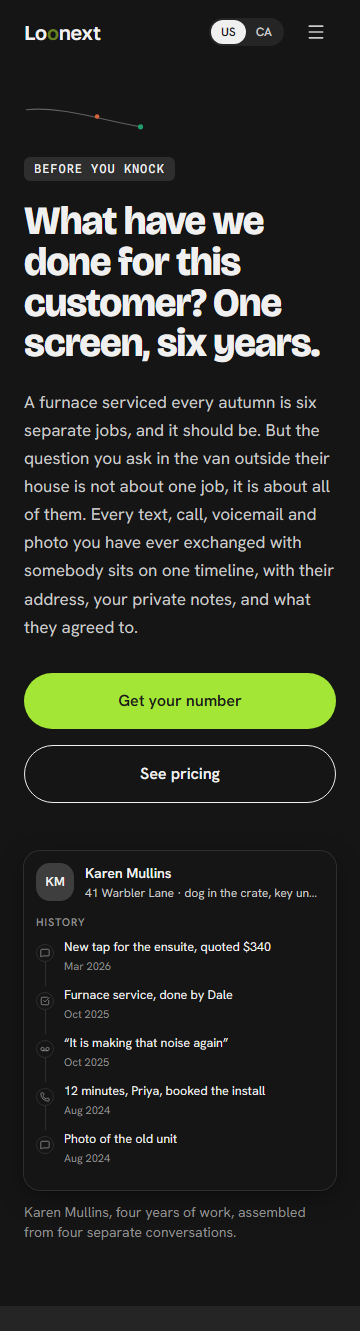 Loonext
US CA
BEFORE YOU KNOCK
What have we
done for this
customer? One
screen, six years.
A furnace serviced every autumn is six
separate jobs, and it should be. But the
question you ask in the van outside their
house is not about one job, it is about all
of them. Every text, call, voicemail and
photo you have ever exchanged with
somebody sits on one timeline, with their
address, your private notes, and what
they agreed to.
Get your number
See pricing
KM
Karen Mullins
41 Warbler Lane · dog in the crate, key un...
HISTORY
New tap for the ensuite, quoted $340
Mar 2026
Furnace service, done by Dale
Oct 2025
“It is making that noise again”
Oct 2025
12 minutes, Priya, booked the install
Aug 2024
Photo of the old unit
Aug 2024
Karen Mullins, four years of work, assembled
from four separate conversations.